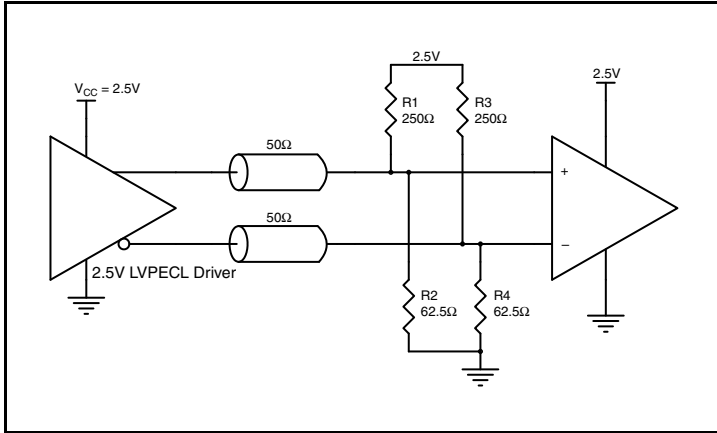 2.5V
V_CC = 2.5V
2.5V
R1
250Ω
R3
250Ω
50Ω
+
50Ω
–
2.5V LVPECL Driver
R2
62.5Ω
R4
62.5Ω